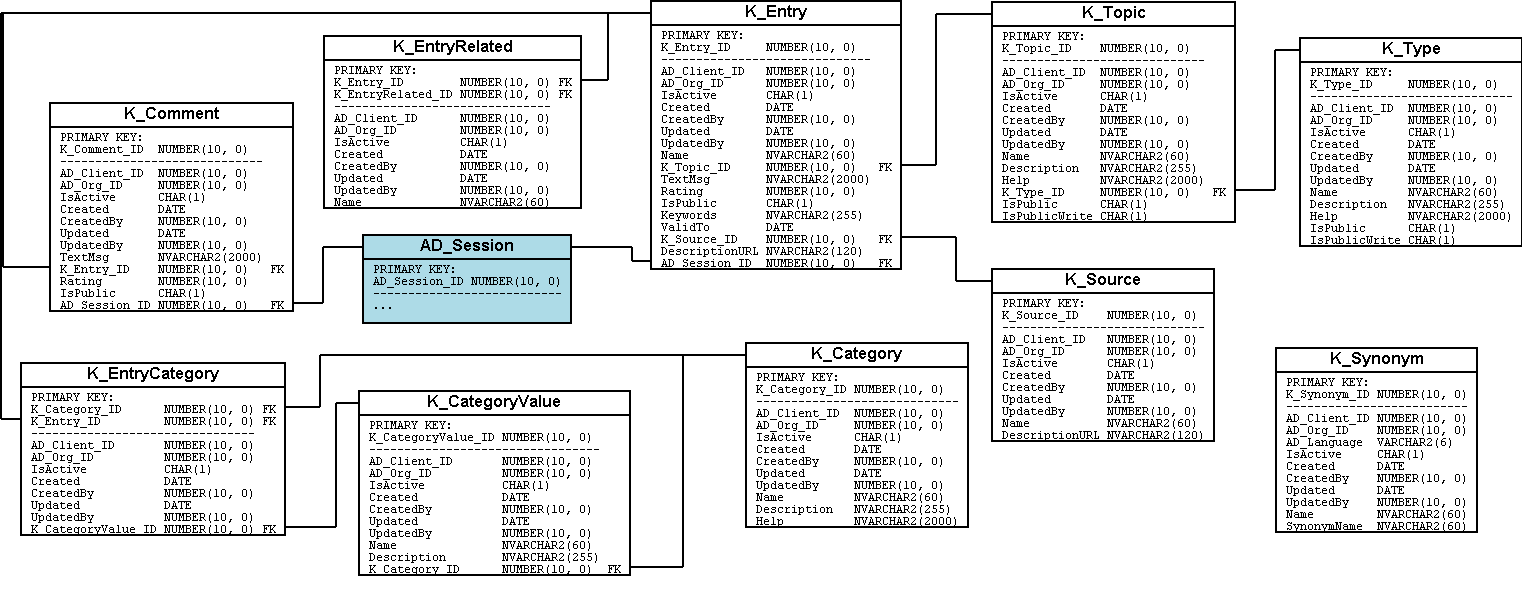 K_Entry
PRIMARY KEY:
K_Entry_ID NUMBER(10, 0)
------------------------------
AD_Client_ID NUMBER(10, 0)
AD_Org_ID NUMBER(10, 0)
IsActive CHAR(1)
Created DATE
CreatedBy NUMBER(10, 0)
Updated DATE
UpdatedBy NUMBER(10, 0)
Name NVARCHAR2(60)
K_Topic_ID NUMBER(10, 0) FK
TextMsg NVARCHAR2(2000)
Rating NUMBER(10, 0)
IsPublic CHAR(1)
Keywords NVARCHAR2(255)
ValidTo DATE
K_Source_ID NUMBER(10, 0) FK
DescriptionURL NVARCHAR2(120)
AD_Session_ID NUMBER(10, 0) FK
K_Topic
PRIMARY KEY:
K_Topic_ID NUMBER(10, 0)
-----------------------------
AD_Client_ID NUMBER(10, 0)
AD_Org_ID NUMBER(10, 0)
IsActive CHAR(1)
Created DATE
CreatedBy NUMBER(10, 0)
Updated DATE
UpdatedBy NUMBER(10, 0)
Name NVARCHAR2(60)
Description NVARCHAR2(255)
Help NVARCHAR2(2000)
K_Type_ID NUMBER(10, 0) FK
IsPublic CHAR(1)
IsPublicWrite CHAR(1)
K_Type
PRIMARY KEY:
K_Type_ID NUMBER(10, 0)
-----------------------------
AD_Client_ID NUMBER(10, 0)
AD_Org_ID NUMBER(10, 0)
IsActive CHAR(1)
Created DATE
CreatedBy NUMBER(10, 0)
Updated DATE
UpdatedBy NUMBER(10, 0)
Name NVARCHAR2(60)
Description NVARCHAR2(255)
Help NVARCHAR2(2000)
IsPublic CHAR(1)
IsPublicWrite CHAR(1)
K_EntryRelated
PRIMARY KEY:
K_Entry_ID NUMBER(10, 0) FK
K_EntryRelated_ID NUMBER(10, 0) FK
-------------------------------
AD_Client_ID NUMBER(10, 0)
AD_Org_ID NUMBER(10, 0)
IsActive CHAR(1)
Created DATE
CreatedBy NUMBER(10, 0)
Updated DATE
UpdatedBy NUMBER(10, 0)
Name NVARCHAR2(60)
K_Comment
PRIMARY KEY:
K_Comment_ID NUMBER(10, 0)
-----------------------------
AD_Client_ID NUMBER(10, 0)
AD_Org_ID NUMBER(10, 0)
IsActive CHAR(1)
Created DATE
CreatedBy NUMBER(10, 0)
Updated DATE
UpdatedBy NUMBER(10, 0)
TextMsg NVARCHAR2(2000)
K_Entry_ID NUMBER(10, 0) FK
Rating NUMBER(10, 0)
IsPublic CHAR(1)
AD_Session_ID NUMBER(10, 0) FK
AD_Session
PRIMARY KEY:
AD_Session_ID NUMBER(10, 0)
---------------------------
...
K_Source
PRIMARY KEY:
K_Source_ID NUMBER(10, 0)
-----------------------------
AD_Client_ID NUMBER(10, 0)
AD_Org_ID NUMBER(10, 0)
IsActive CHAR(1)
Created DATE
CreatedBy NUMBER(10, 0)
Updated DATE
UpdatedBy NUMBER(10, 0)
Name NVARCHAR2(60)
DescriptionURL NVARCHAR2(120)
K_EntryCategory
PRIMARY KEY:
K_Category_ID NUMBER(10, 0) FK
K_Entry_ID NUMBER(10, 0) FK
--------------------------------
AD_Client_ID NUMBER(10, 0)
AD_Org_ID NUMBER(10, 0)
IsActive CHAR(1)
Created DATE
CreatedBy NUMBER(10, 0)
Updated DATE
UpdatedBy NUMBER(10, 0)
K_CategoryValue_ID NUMBER(10, 0) FK
K_CategoryValue
PRIMARY KEY:
K_CategoryValue_ID NUMBER(10, 0)
---------------------------------
AD_Client_ID NUMBER(10, 0)
AD_Org_ID NUMBER(10, 0)
IsActive CHAR(1)
Created DATE
CreatedBy NUMBER(10, 0)
Updated DATE
UpdatedBy NUMBER(10, 0)
Name NVARCHAR2(60)
Description NVARCHAR2(255)
K_Category_ID NUMBER(10, 0) FK
K_Category
PRIMARY KEY:
K_Category_ID NUMBER(10, 0)
-----------------------------
AD_Client_ID NUMBER(10, 0)
AD_Org_ID NUMBER(10, 0)
IsActive CHAR(1)
Created DATE
CreatedBy NUMBER(10, 0)
Updated DATE
UpdatedBy NUMBER(10, 0)
Name NVARCHAR2(60)
Description NVARCHAR2(255)
Help NVARCHAR2(2000)
K_Synonym
PRIMARY KEY:
K_Synonym_ID NUMBER(10, 0)
--------------------------
AD_Client_ID NUMBER(10, 0)
AD_Org_ID NUMBER(10, 0)
AD_Language VARCHAR2(6)
IsActive CHAR(1)
Created DATE
CreatedBy NUMBER(10, 0)
Updated DATE
UpdatedBy NUMBER(10, 0)
Name NVARCHAR2(60)
SynonymName NVARCHAR2(60)